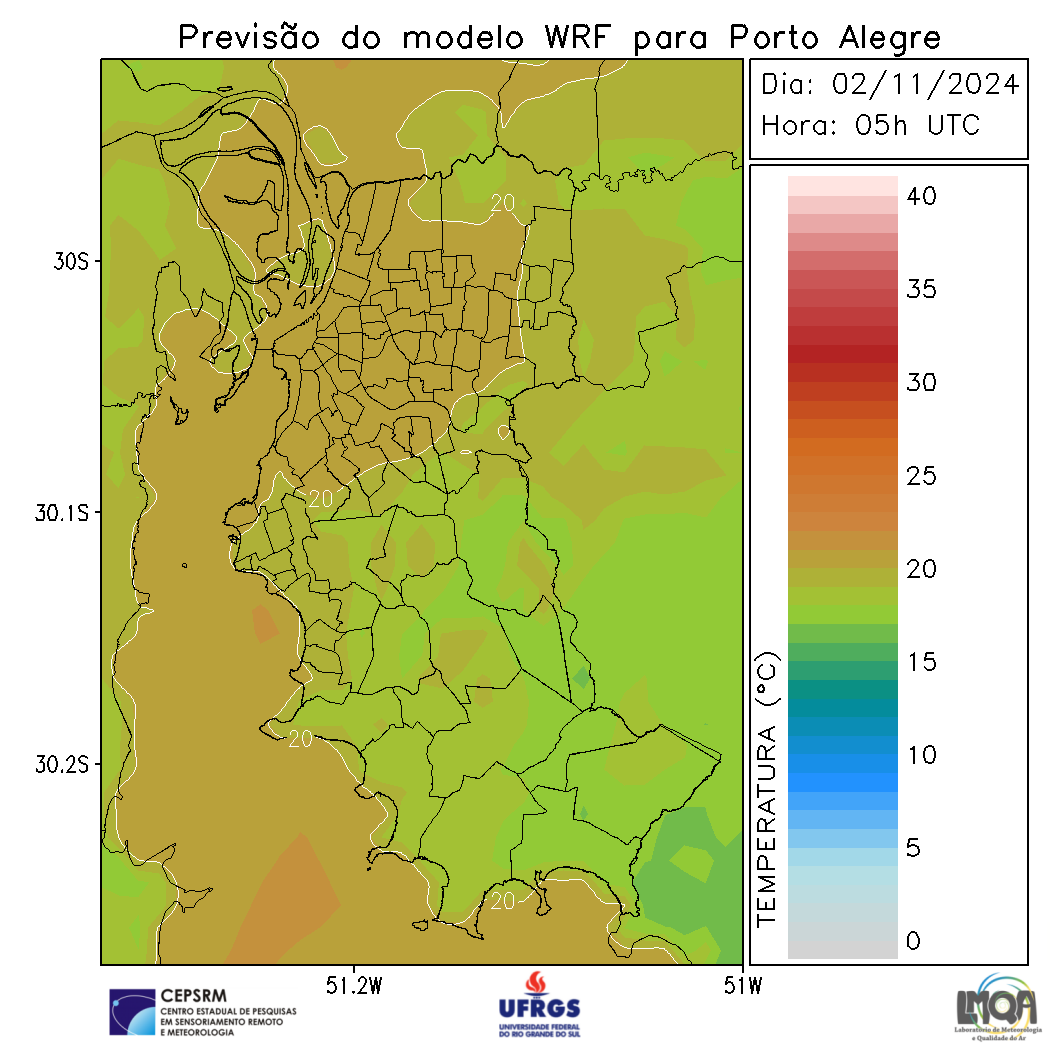 Previsão do modelo WRF para Porto Alegre
Dia: 02/11/2024
Hora: 05h UTC
30S
30.1S
30.2S
51.2W
51W
20
20
20
20
40
35
30
25
20
15
10
5
0
TEMPERATURA (°C)
CEPSRM
CENTRO ESTADUAL DE PESQUISAS
EM SENSORIAMENTO REMOTO
E METEOROLOGIA
UFRGS
UNIVERSIDADE FEDERAL
DO RIO GRANDE DO SUL
LMQA
Laboratório de Meteorologia
e Qualidade do Ar